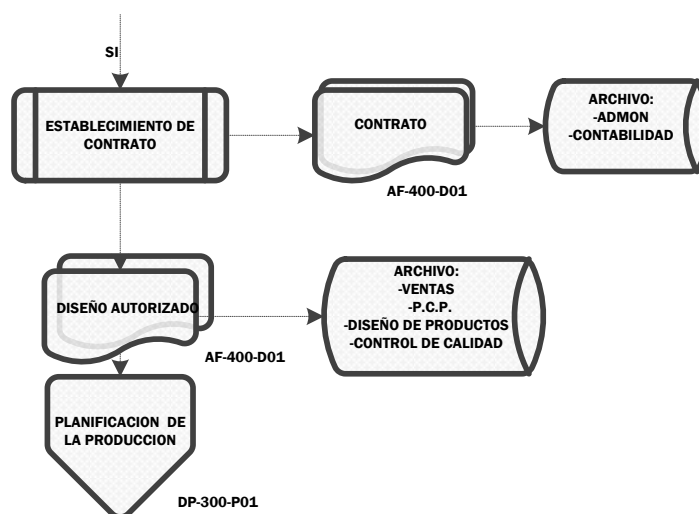 SI
ESTABLECIMIENTO DE
CONTRATO
CONTRATO
ARCHIVO:
-ADMON
-CONTABILIDAD
AF-400-D01
DISEÑO AUTORIZADO
ARCHIVO:
-VENTAS
-P.C.P.
-DISEÑO DE PRODUCTOS
-CONTROL DE CALIDAD
AF-400-D01
PLANIFICACION DE
LA PRODUCCION
DP-300-P01